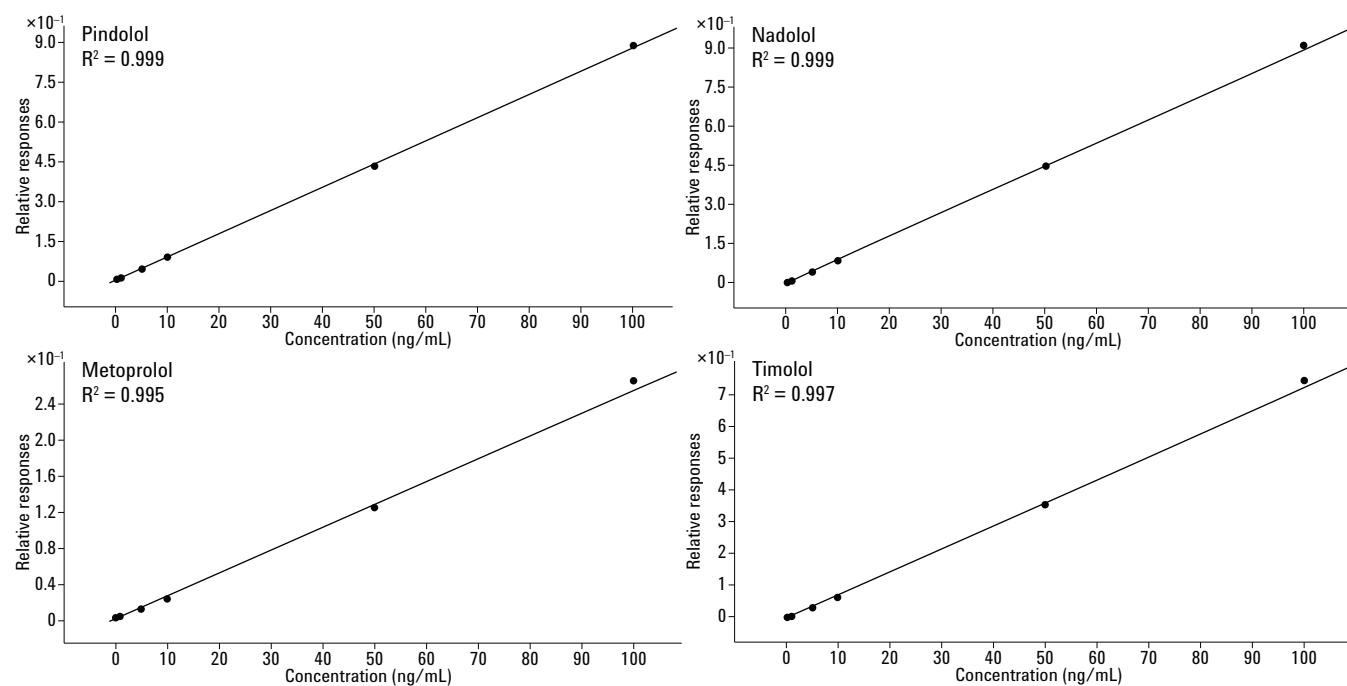 ×10⁻¹
Pindolol
R² = 0.999
Relative responses
9.0
7.5
6.0
4.5
3.0
1.5
0
0 10 20 30 40 50 60 70 80 90 100
Concentration (ng/mL)
×10⁻¹
Nadolol
R² = 0.999
Relative responses
9.0
7.5
6.0
4.5
3.0
1.5
0
0 10 20 30 40 50 60 70 80 90 100
Concentration (ng/mL)
×10⁻¹
Metoprolol
R² = 0.995
Relative responses
2.4
2.0
1.6
1.2
0.8
0.4
0
0 10 20 30 40 50 60 70 80 90 100
Concentration (ng/mL)
×10⁻¹
Timolol
R² = 0.997
Relative responses
7
6
5
4
3
2
1
0
0 10 20 30 40 50 60 70 80 90 100
Concentration (ng/mL)